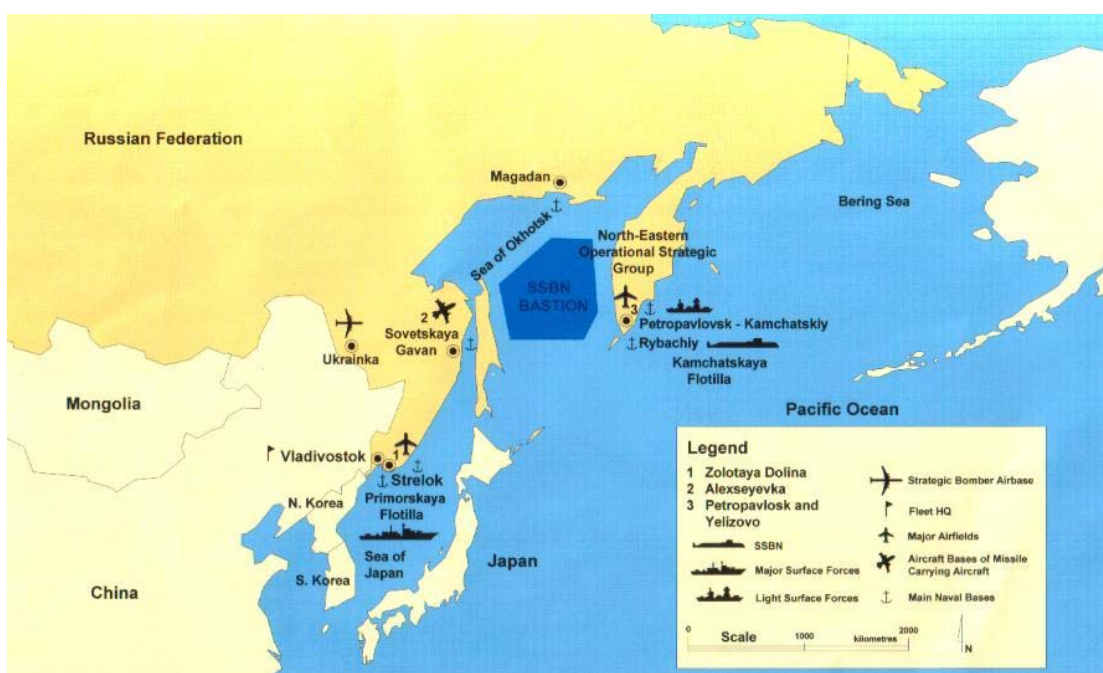 Russian Federation
Magadan
Bering Sea
Sea of Okhotsk
North-Eastern
Operational Strategic
Group
SSBN
BASTION
2
Sovetskaya
Gavan
3
Petropavlovsk - Kamchatskiy
Rybachiy
Kamchatskaya
Flotilla
Ukrainka
Mongolia
Pacific Ocean
Vladivostok
1
Strelok
Primorskaya
Flotilla
N. Korea
Sea of
Japan
Japan
S. Korea
China
Legend
1 Zolotaya Dolina
2 Alexseyevka
3 Petropavlosk and
Yelizovo
SSBN
Major Surface Forces
Light Surface Forces
Strategic Bomber Airbase
Fleet HQ
Major Airfields
Aircraft Bases of Missile
Carrying Aircraft
Main Naval Bases
0 1000 2000
Scale kilometres
N